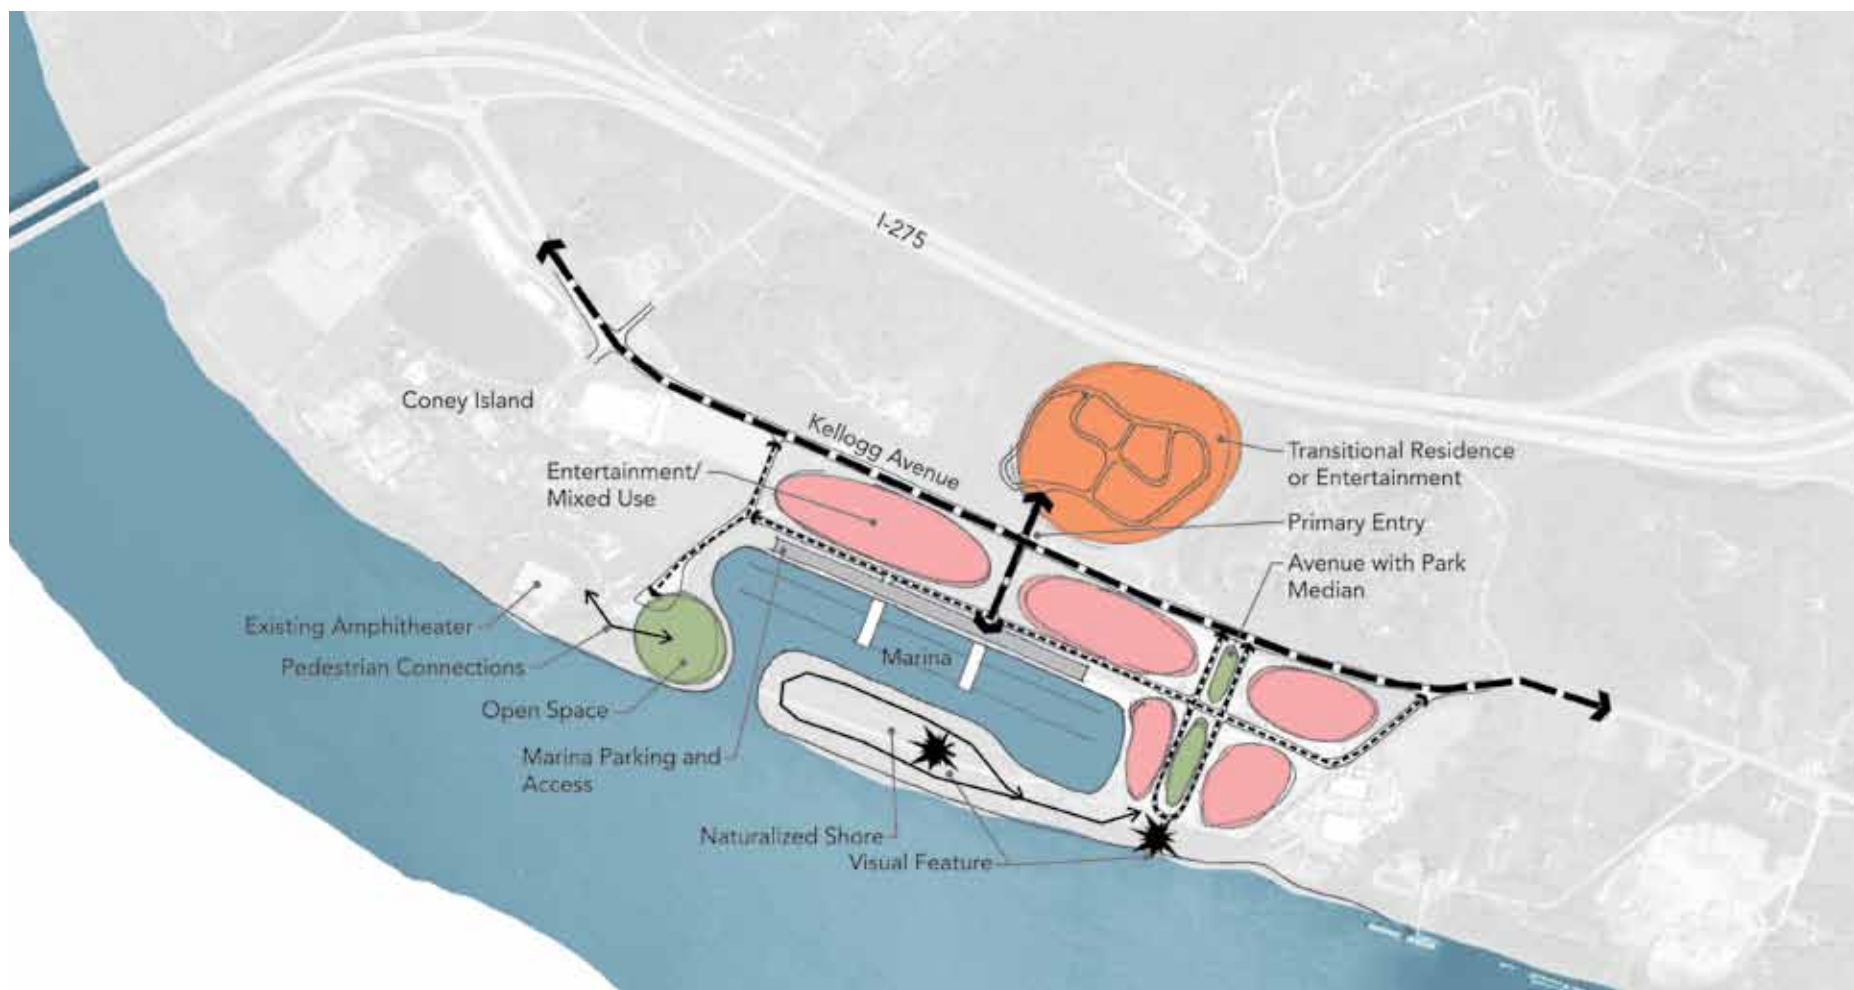 I-275
Coney Island
Kellogg Avenue
Entertainment/
Mixed Use
Transitional Residence
or Entertainment
Primary Entry
Avenue with Park
Median
Existing Amphitheater
Pedestrian Connections
Marina
Open Space
Marina Parking and
Access
Naturalized Shore
Visual Feature